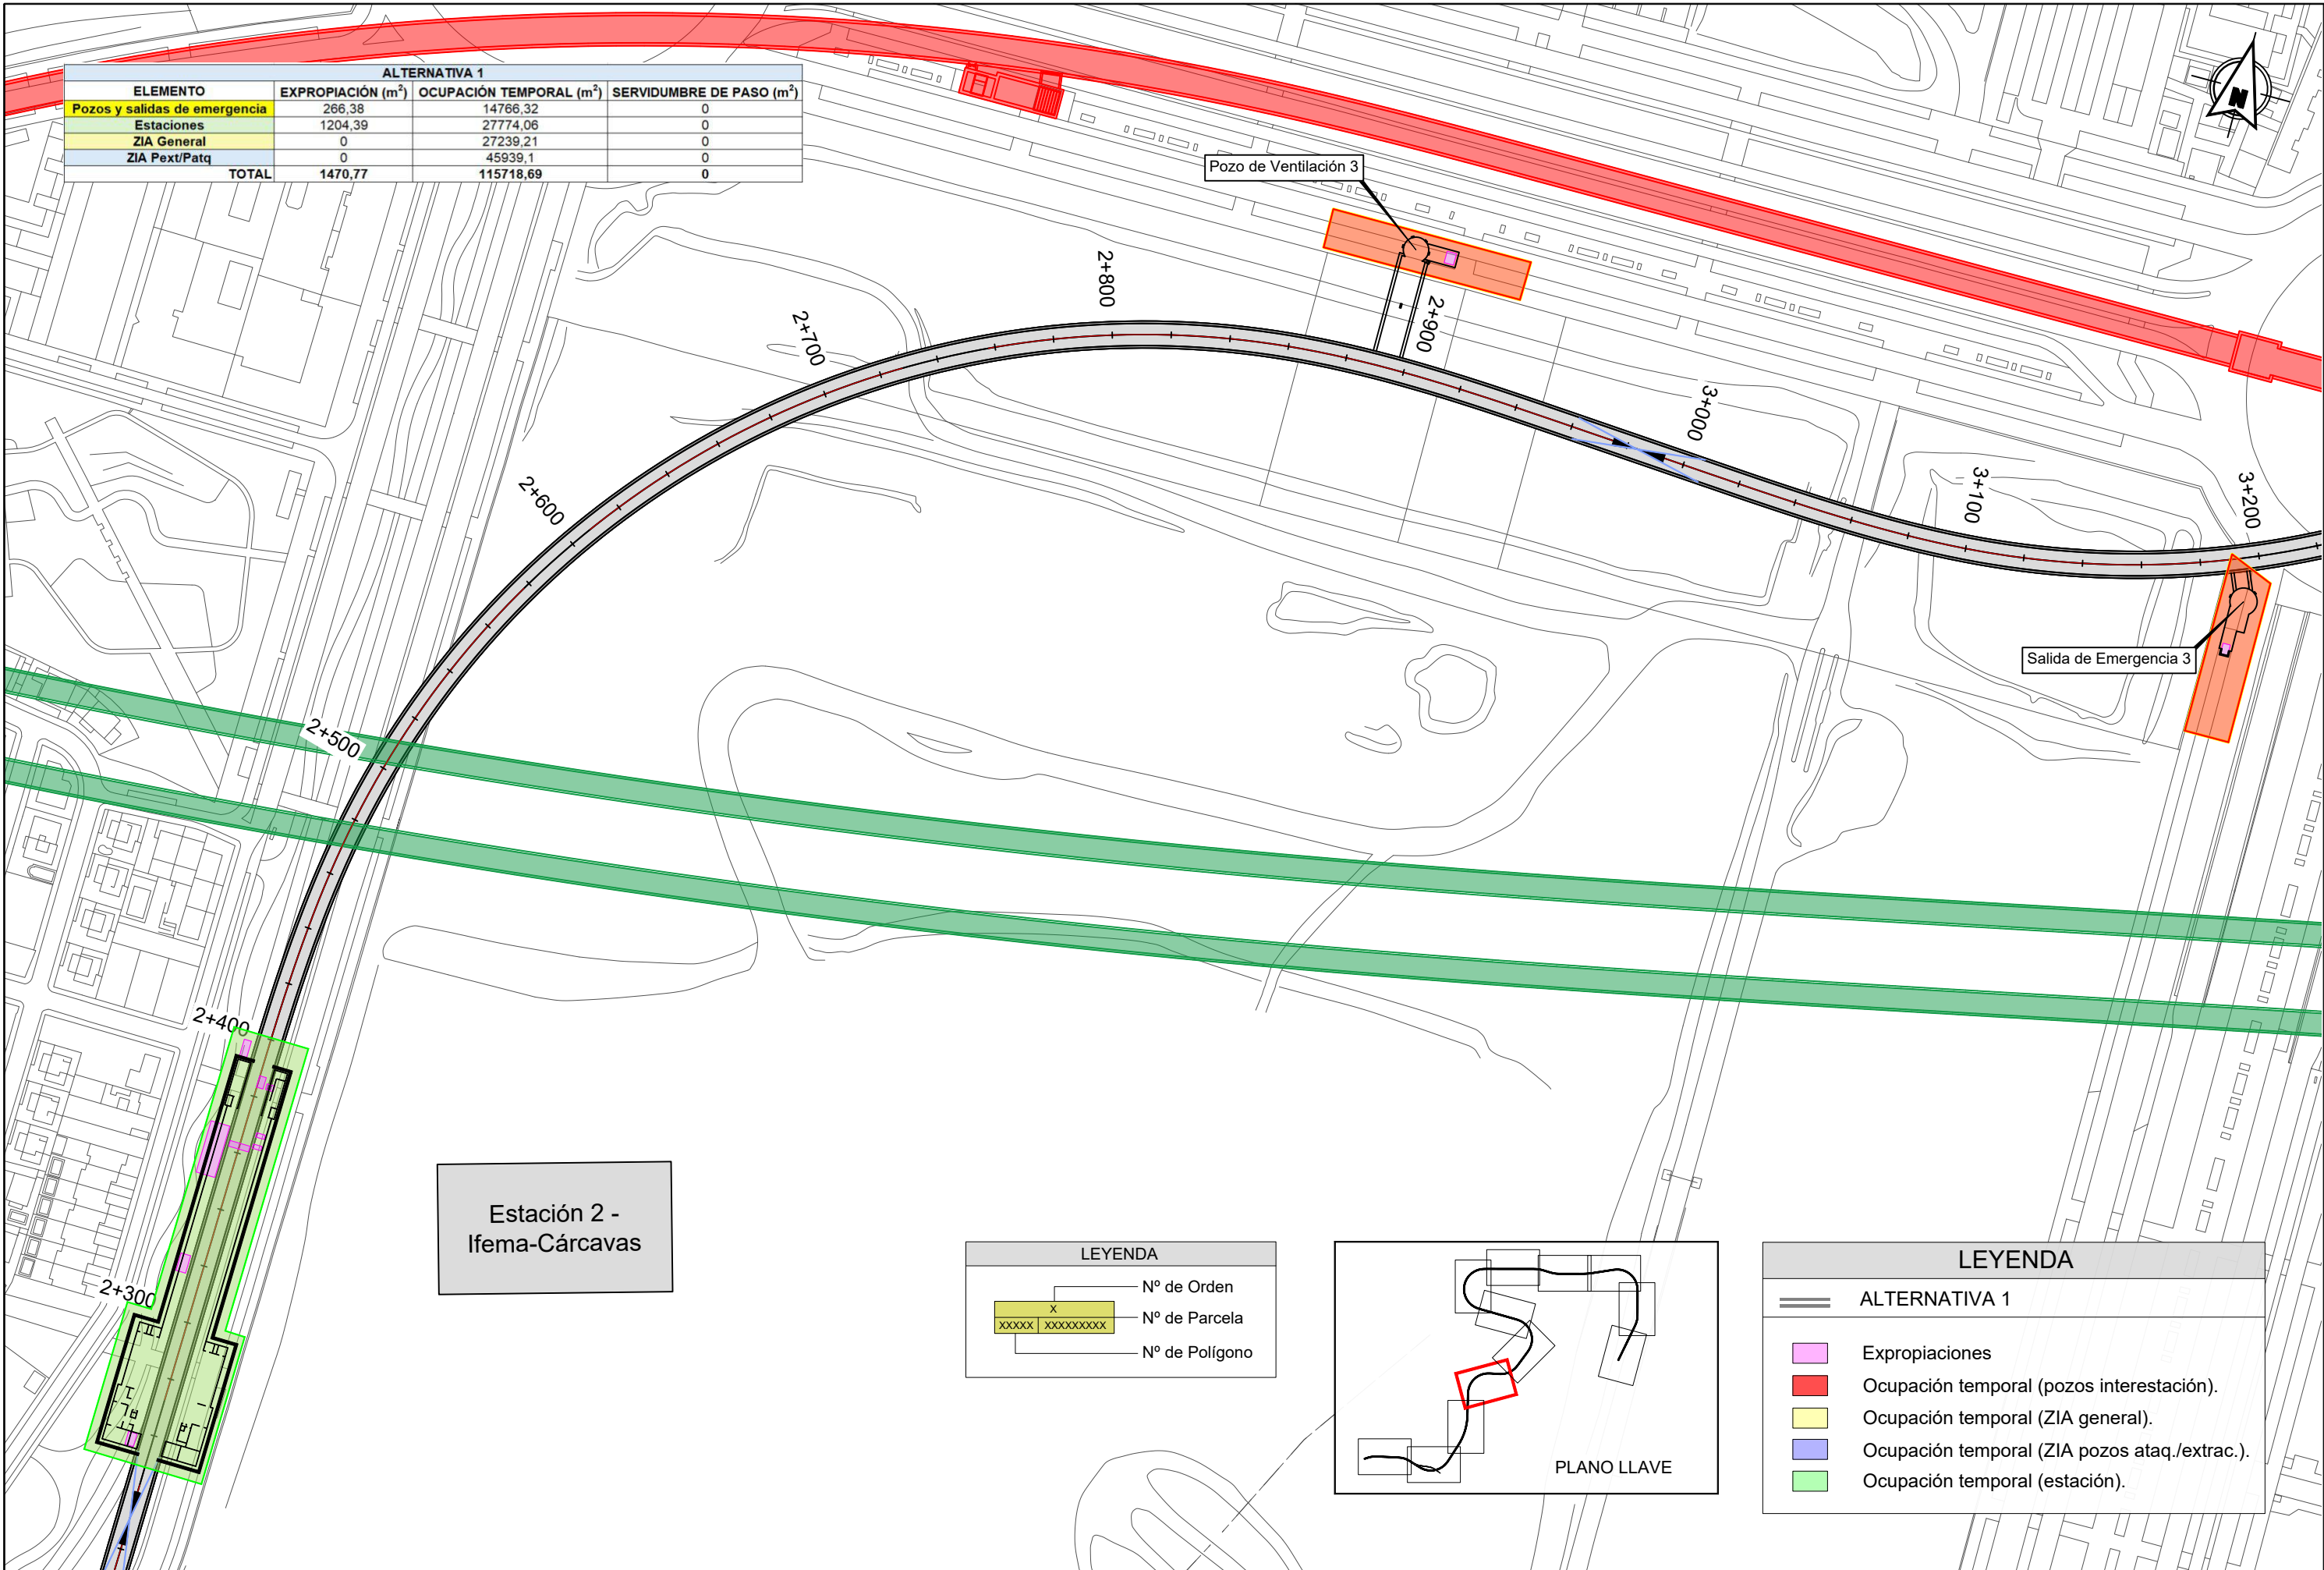 ALTERNATIVA 1
ELEMENTO EXPROPIACIÓN (m²) OCUPACIÓN TEMPORAL (m²) SERVIDUMBRE DE PASO (m²)
Pozos y salidas de emergencia 266,38 14766,32 0
Estaciones 1204,39 27774,06 0
ZIA General 0 27239,21 0
ZIA Pext/Patq 0 45939,1 0
TOTAL 1470,77 115718,69 0
N
Pozo de Ventilación 3
2+800
2+900
2+700
3+000
3+100
3+200
2+600
Salida de Emergencia 3
2+500
2+400
2+300
Estación 2 -
Ifema-Cárcavas
LEYENDA
Nº de Orden
X
Nº de Parcela
XXXXX XXXXXXXXX
Nº de Polígono
PLANO LLAVE
LEYENDA
ALTERNATIVA 1
Expropiaciones
Ocupación temporal (pozos interestación).
Ocupación temporal (ZIA general).
Ocupación temporal (ZIA pozos ataq./extrac.).
Ocupación temporal (estación).